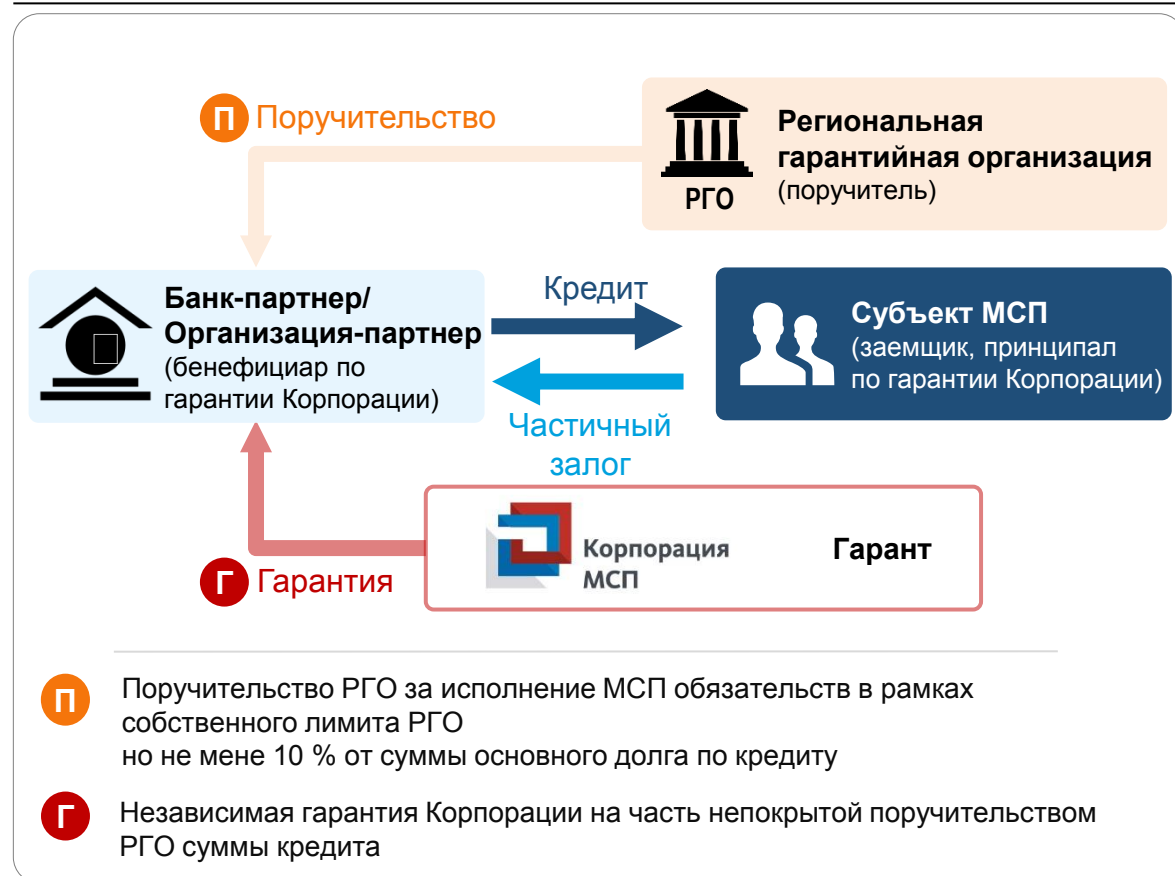 П Поручительство
Региональная
гарантийная организация
(поручитель)
РГО
Банк-партнер/
Организация-партнер
(бенефициар по
гарантии Корпорации)
Кредит
Субъект МСП
(заемщик, принципал
по гарантии Корпорации)
Частичный
залог
Корпорация
МСП
Гарант
Г Гарантия
П Поручительство РГО за исполнение МСП обязательств в рамках
собственного лимита РГО
но не мене 10 % от суммы основного долга по кредиту
Г Независимая гарантия Корпорации на часть непокрытой поручительством
РГО суммы кредита